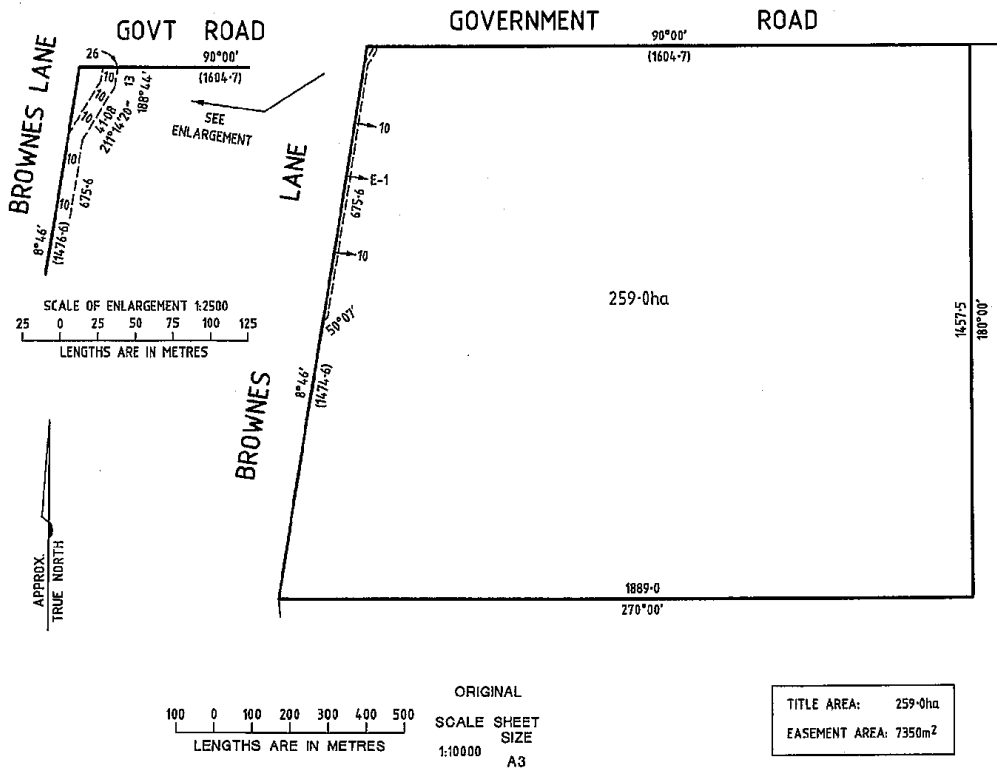 GOVT ROAD
26
90°00'
(1604·7)
BROWNES LANE
10
10
10
10
10
13
188°44'
41·08
211°14'20"
675·6
8°46'
(1476·6)
SEE
ENLARGEMENT
SCALE OF ENLARGEMENT 1:2500
25 0 25 50 75 100 125
LENGTHS ARE IN METRES
GOVERNMENT ROAD
90°00'
(1604·7)
LANE
10
E-1
675·6
10
259·0ha
50°07'
1457·5
180°00'
8°46'
(1474·6)
BROWNES
1889·0
270°00'
APPROX.
TRUE NORTH
100 0 100 200 300 400 500
LENGTHS ARE IN METRES
ORIGINAL
SCALE SHEET
SIZE
1:10000
A3
TITLE AREA: 259·0ha
EASEMENT AREA: 7350m²